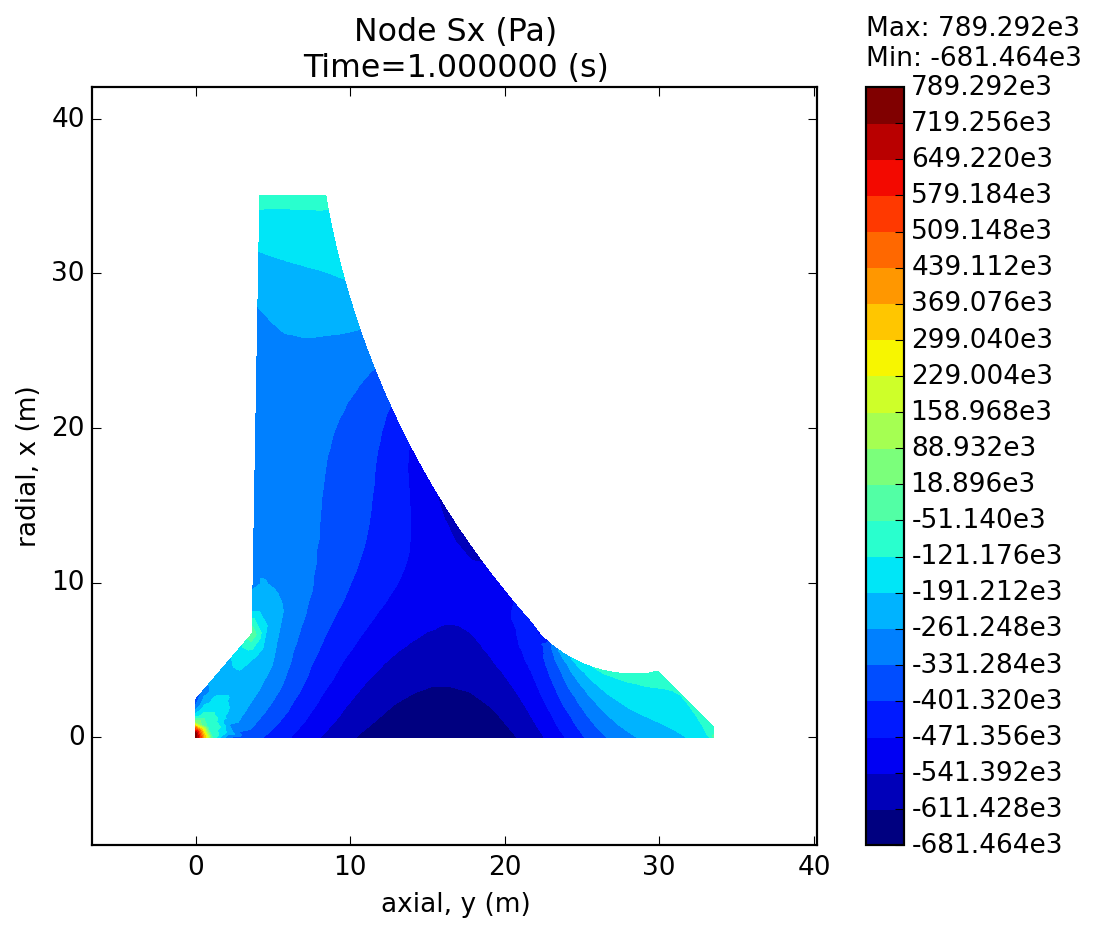 Node Sx (Pa)
Time=1.000000 (s)
Max: 789.292e3
Min: -681.464e3
789.292e3
719.256e3
649.220e3
579.184e3
509.148e3
439.112e3
369.076e3
299.040e3
229.004e3
158.968e3
88.932e3
18.896e3
-51.140e3
-121.176e3
-191.212e3
-261.248e3
-331.284e3
-401.320e3
-471.356e3
-541.392e3
-611.428e3
-681.464e3
radial, x (m)
40
30
20
10
0
0 10 20 30 40
axial, y (m)